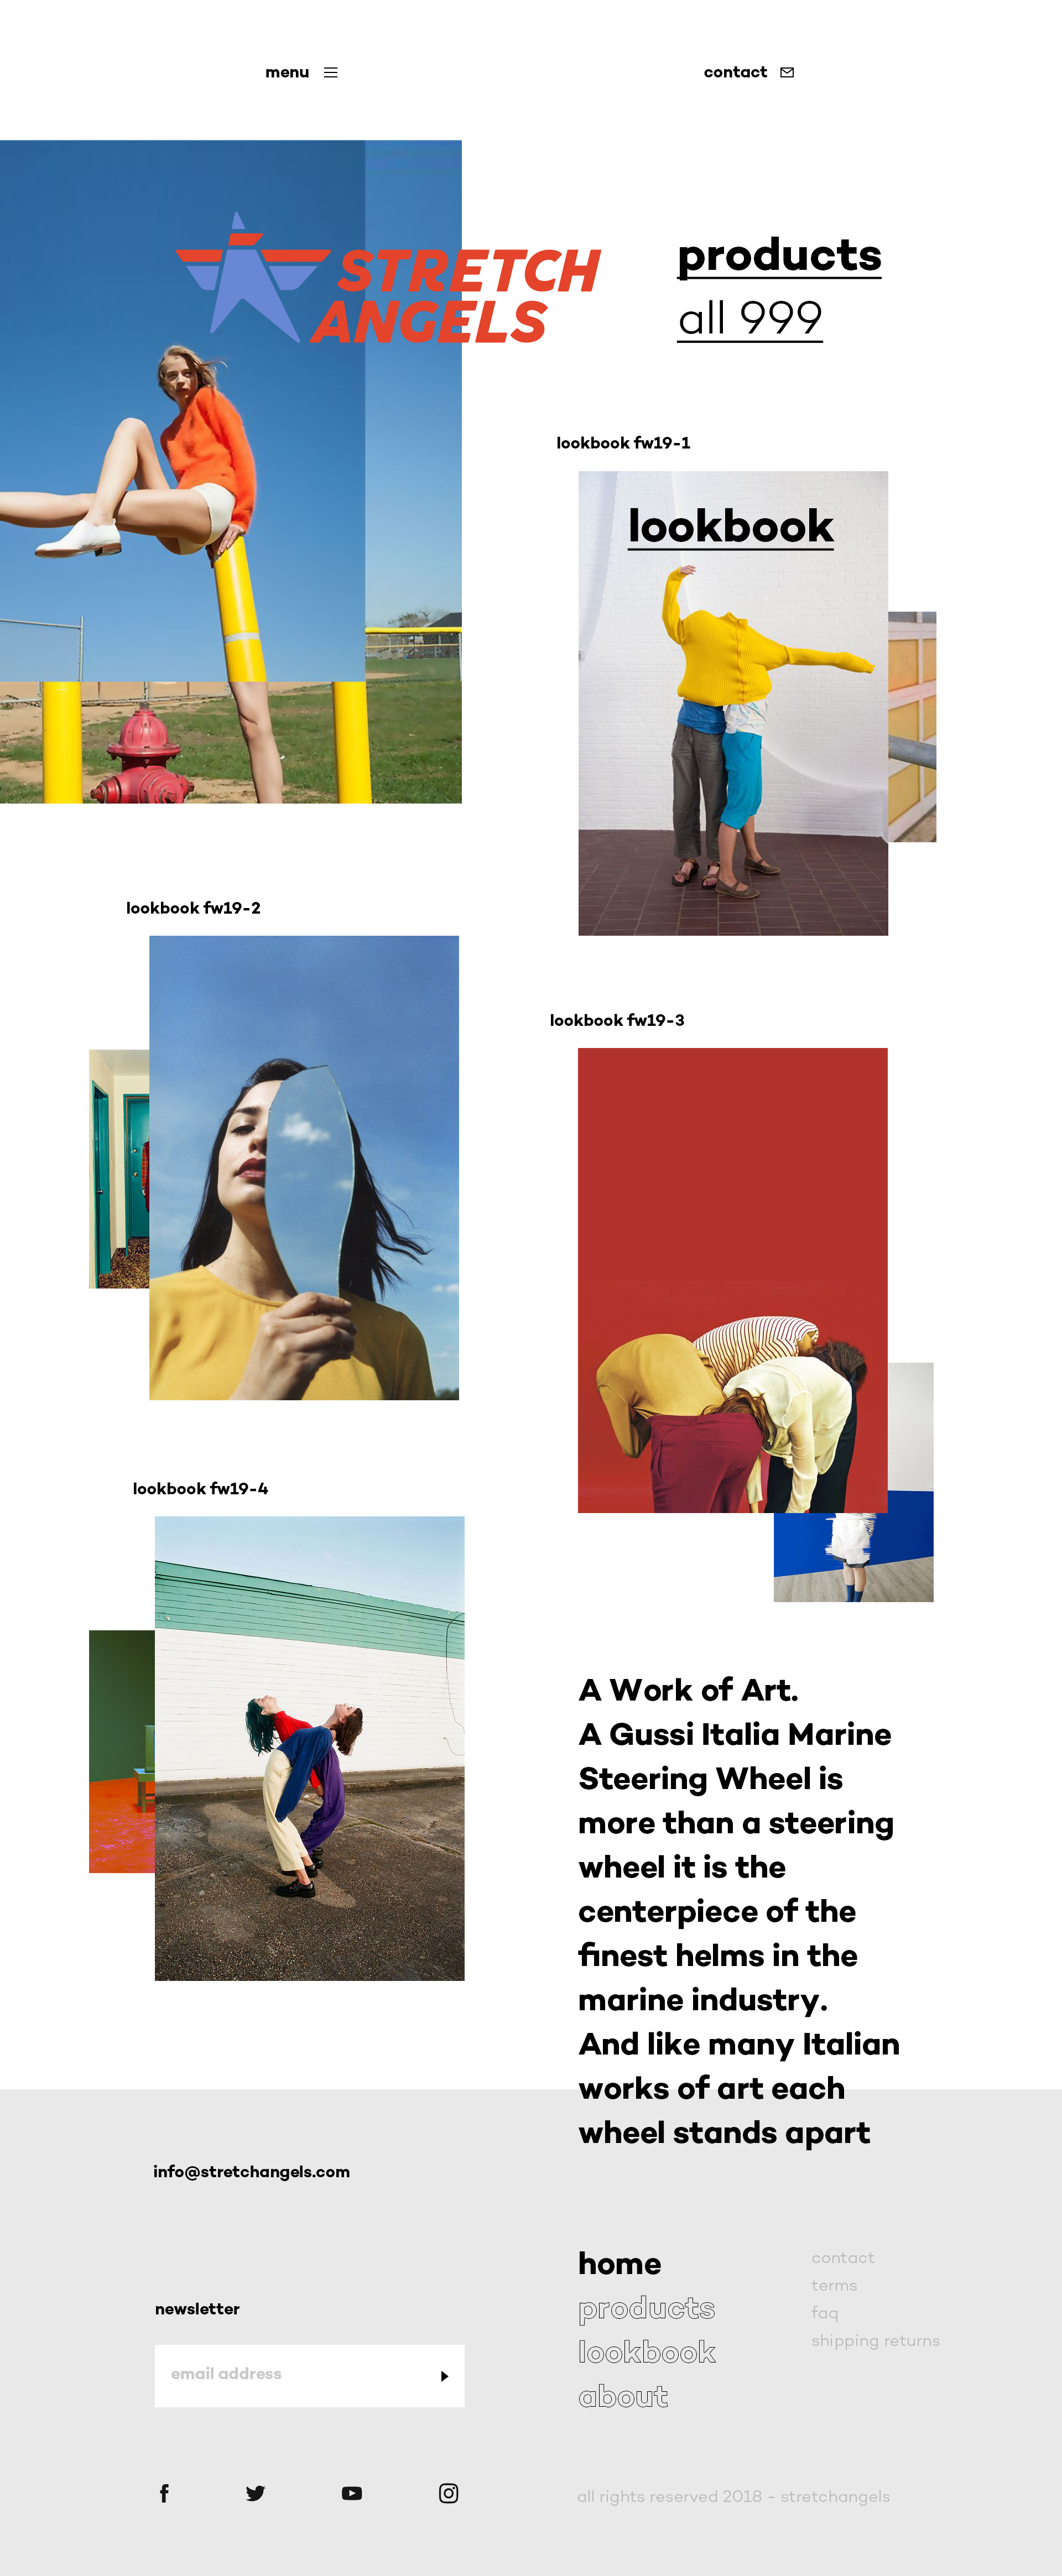 menu
contact
STRETCH
ANGELS
products
all 999
lookbook fw19-1
lookbook
lookbook fw19-2
lookbook fw19-3
lookbook fw19-4
A Work of Art.
A Gussi Italia Marine
Steering Wheel is
more than a steering
wheel it is the
centerpiece of the
finest helms in the
marine industry.
And like many Italian
works of art each
wheel stands apart
info@stretchangels.com
newsletter
email address
home
products
lookbook
about
contact
terms
faq
shipping returns
all rights reserved 2018 - stretchangels